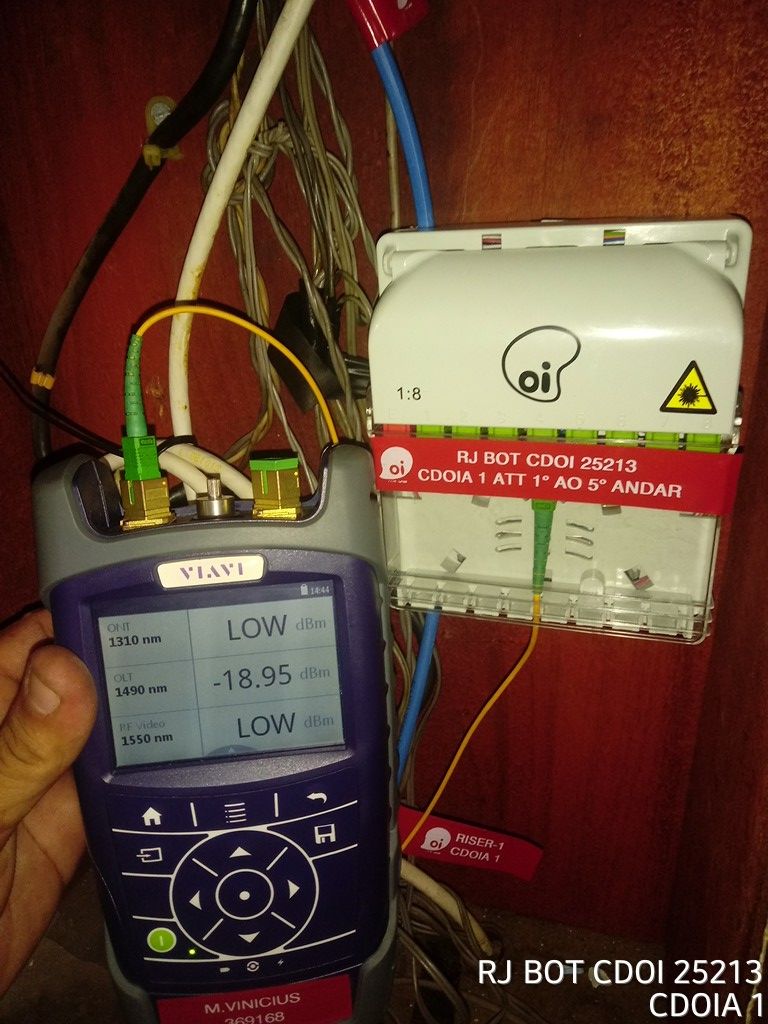 oi
1:8
oi
RJ BOT CDOI 25213
CDOIA 1 ATT 1° AO 5° ANDAR
VIAVI
14:44
ONT
1310 nm
LOW dBm
OLT
1490 nm
-18.95 dBm
RF Video
1550 nm
LOW dBm
oi
RISER-1
CDOIA 1
M.VINICIUS
369168
RJ BOT CDOI 25213
CDOIA 1